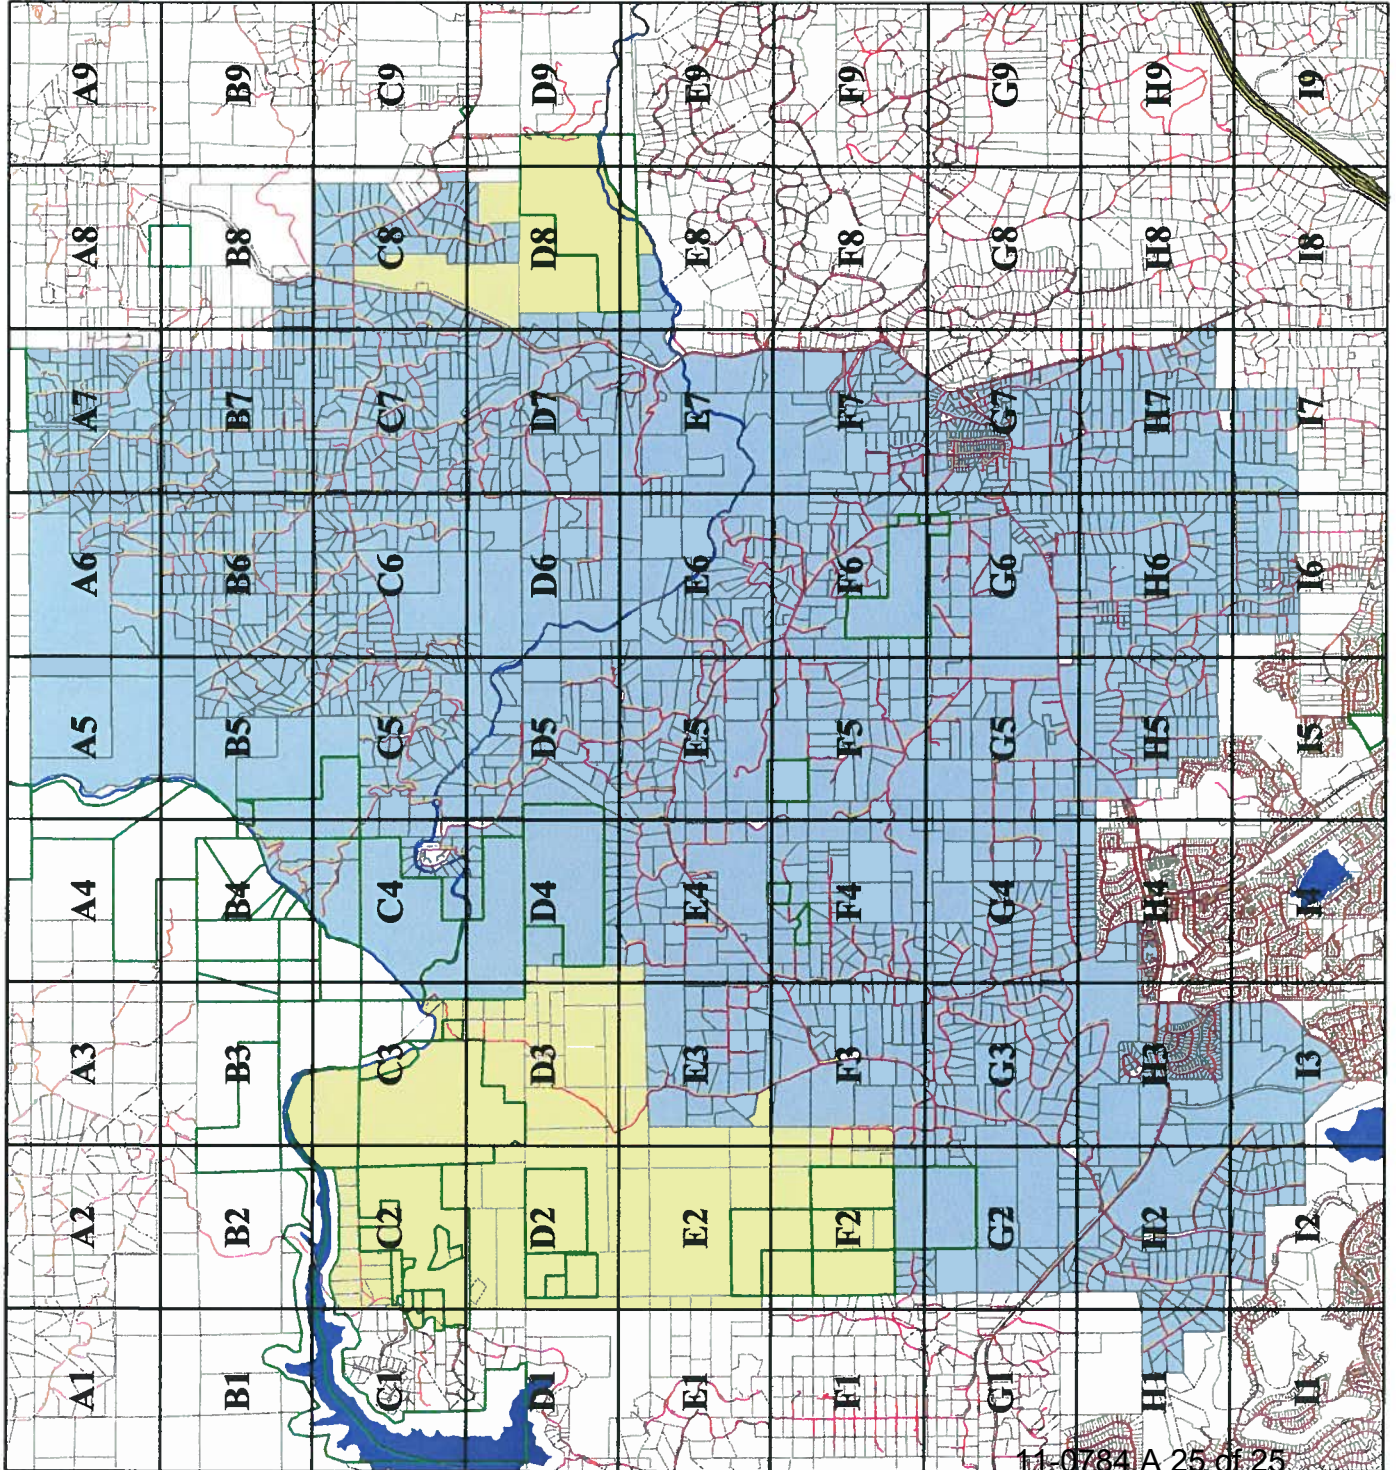 A9 B9 C9 D9 E9 F9 G9 H9 I9
A8 B8 C8 D8 E8 F8 G8 H8 I8
A7 B7 C7 D7 E7 F7 G7 H7 I7
A6 B6 C6 D6 E6 F6 G6 H6 I6
A5 B5 C5 D5 E5 F5 G5 H5 I5
A4 B4 C4 D4 E4 F4 G4 H4 I4
A3 B3 C3 D3 E3 F3 G3 H3 I3
A2 B2 C2 D2 E2 F2 G2 H2 I2
A1 B1 C1 D1 E1 F1 G1 H1 I1
11-0784 A 25 of 25